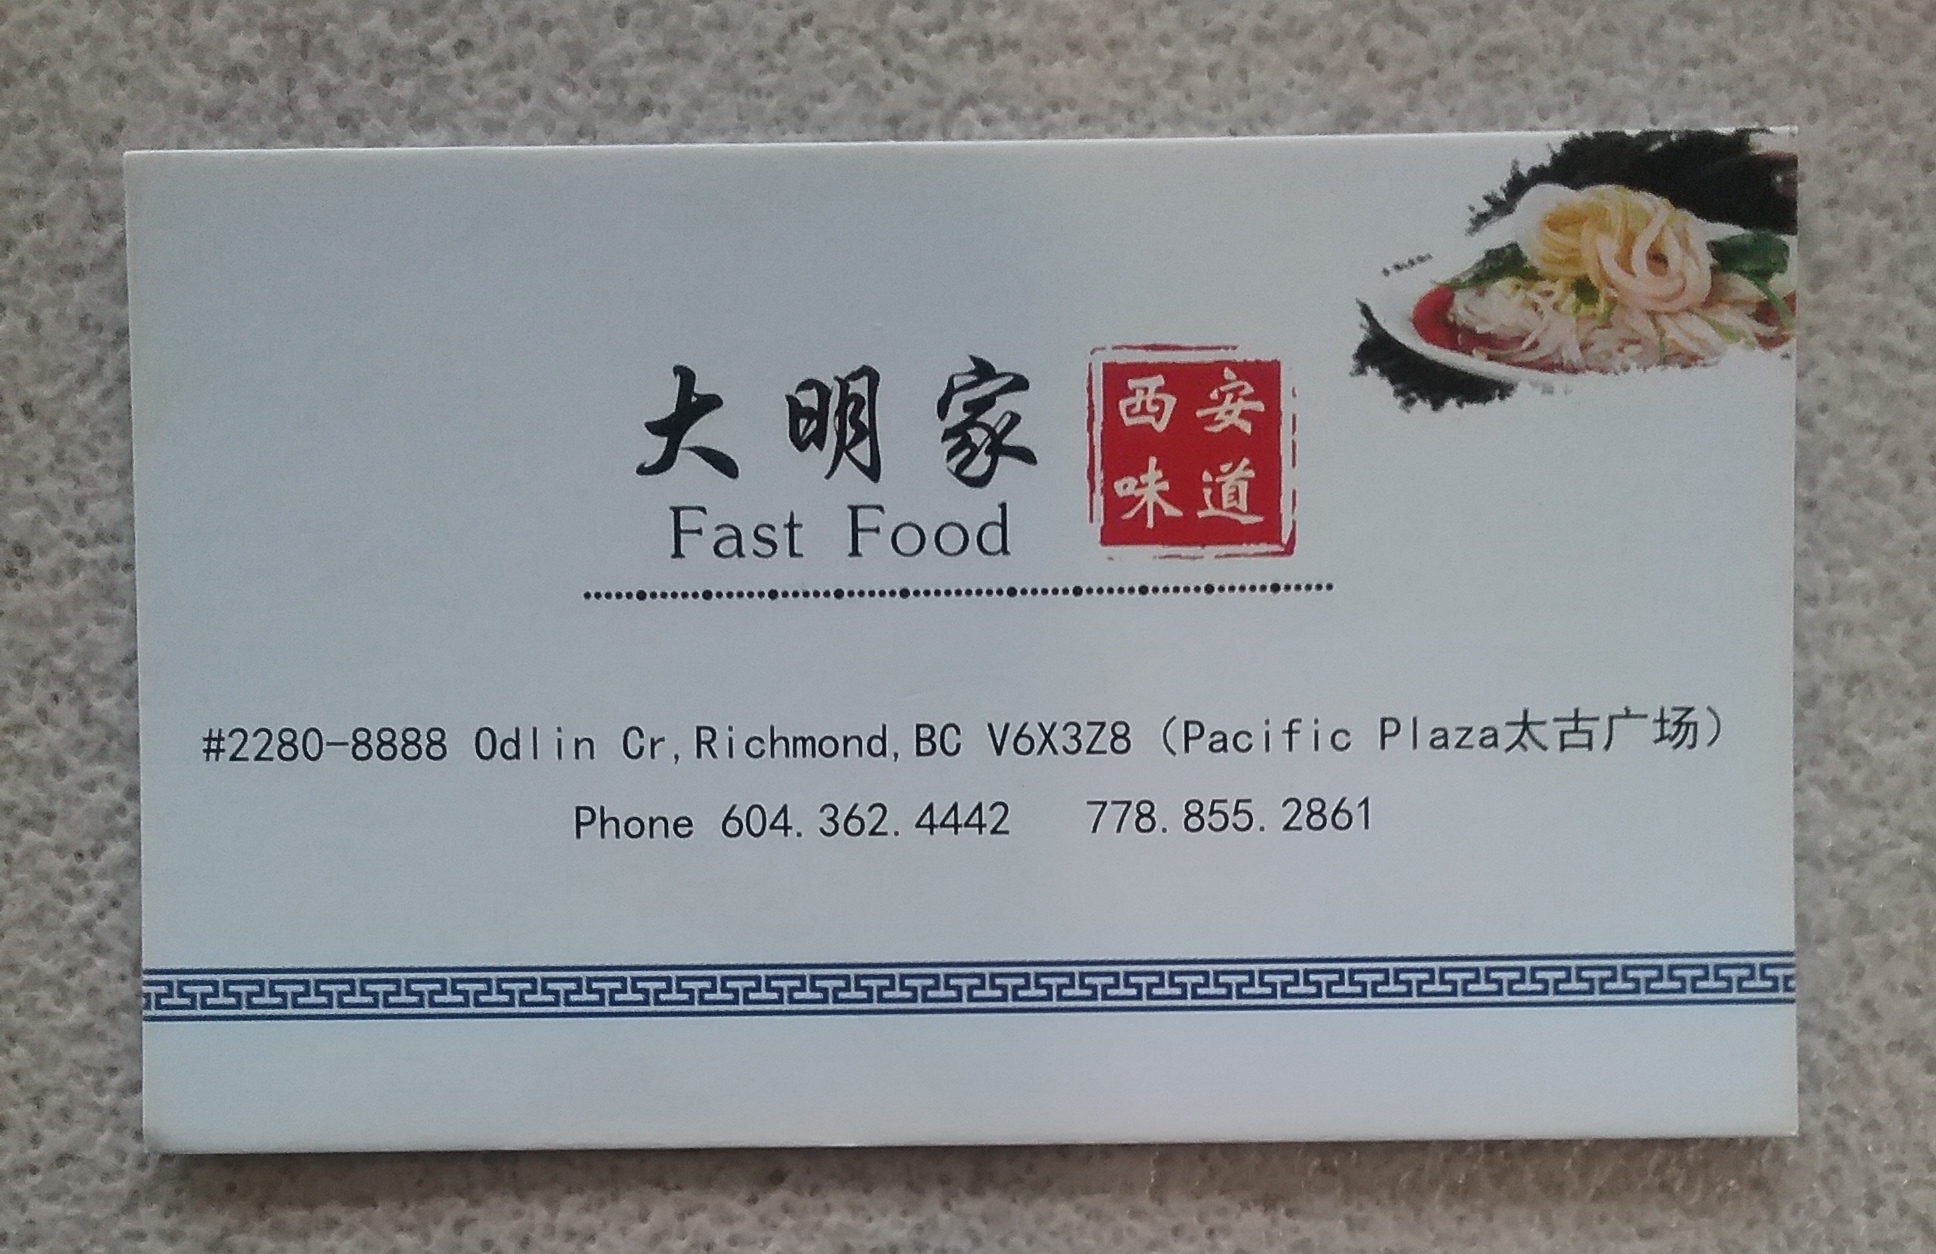 大明家
Fast Food
西安
味道
#2280-8888 Odlin Cr,Richmond,BC V6X3Z8 (Pacific Plaza太古广场)
Phone 604.362.4442 778.855.2861